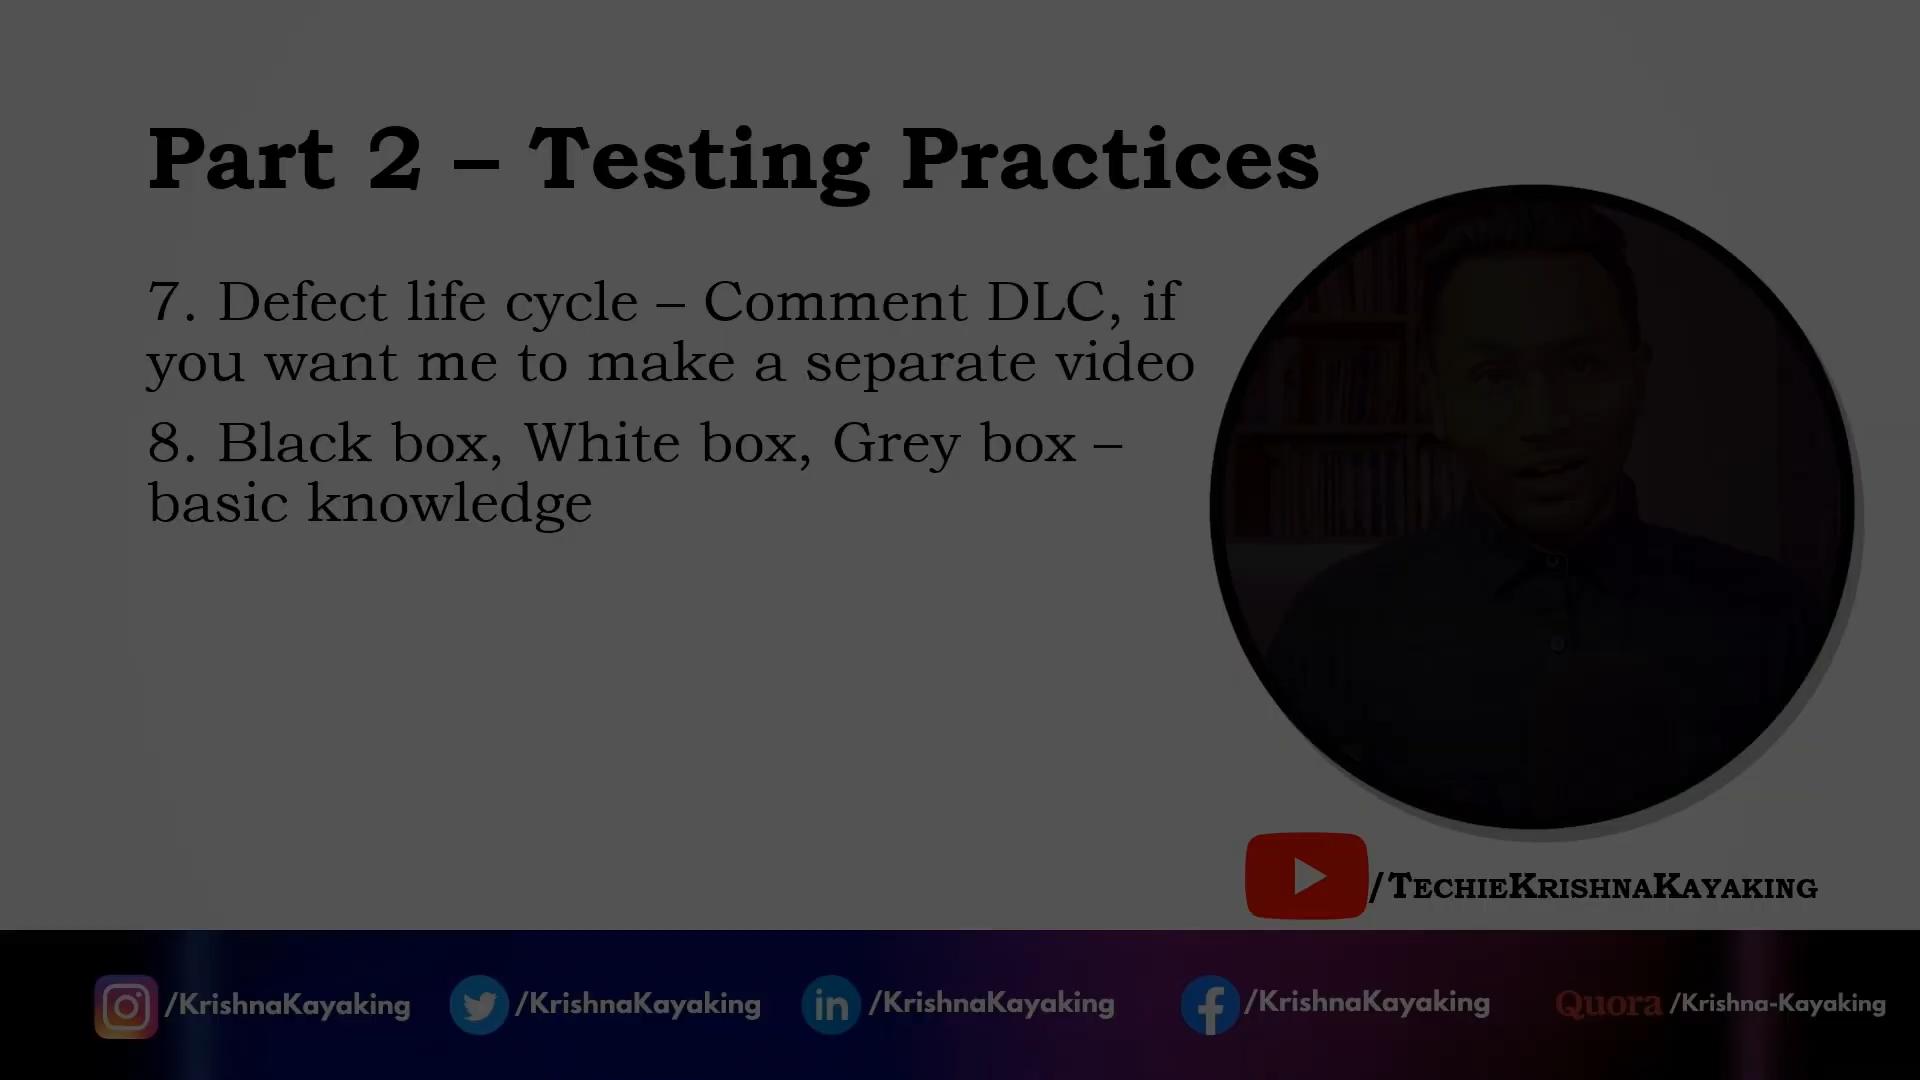 Part 2 – Testing Practices
7. Defect life cycle – Comment DLC, if
you want me to make a separate video
8. Black box, White box, Grey box –
basic knowledge
/TechieKrishnaKayaking
/KrishnaKayaking
/KrishnaKayaking
in /KrishnaKayaking
/KrishnaKayaking
Quora /Krishna-Kayaking